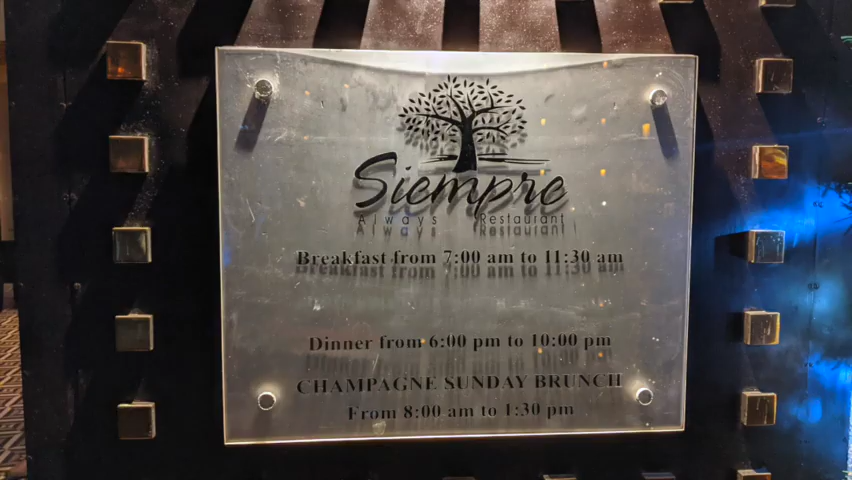 Siempre
Always Restaurant
Breakfast from 7:00 am to 11:30 am
Dinner from 6:00 pm to 10:00 pm
CHAMPAGNE SUNDAY BRUNCH
From 8:00 am to 1:30 pm